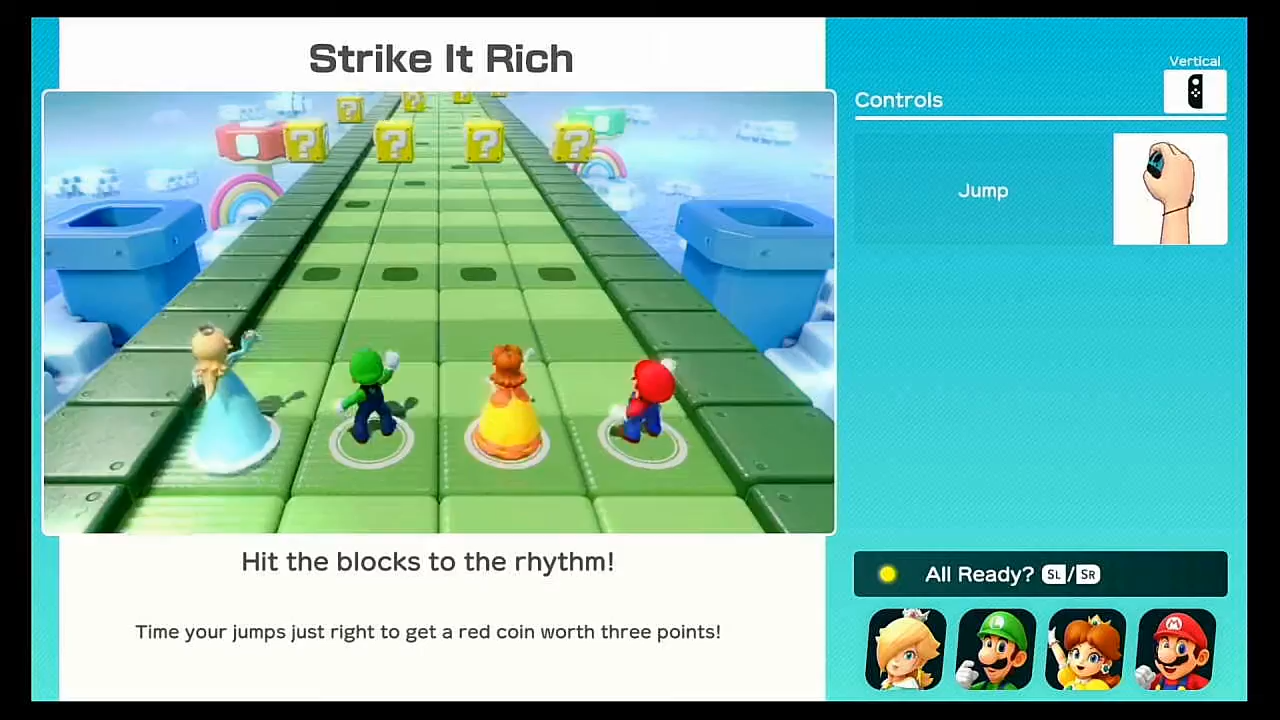 Strike It Rich
Vertical
Controls
Jump
Hit the blocks to the rhythm!
Time your jumps just right to get a red coin worth three points!
All Ready? SL/SR